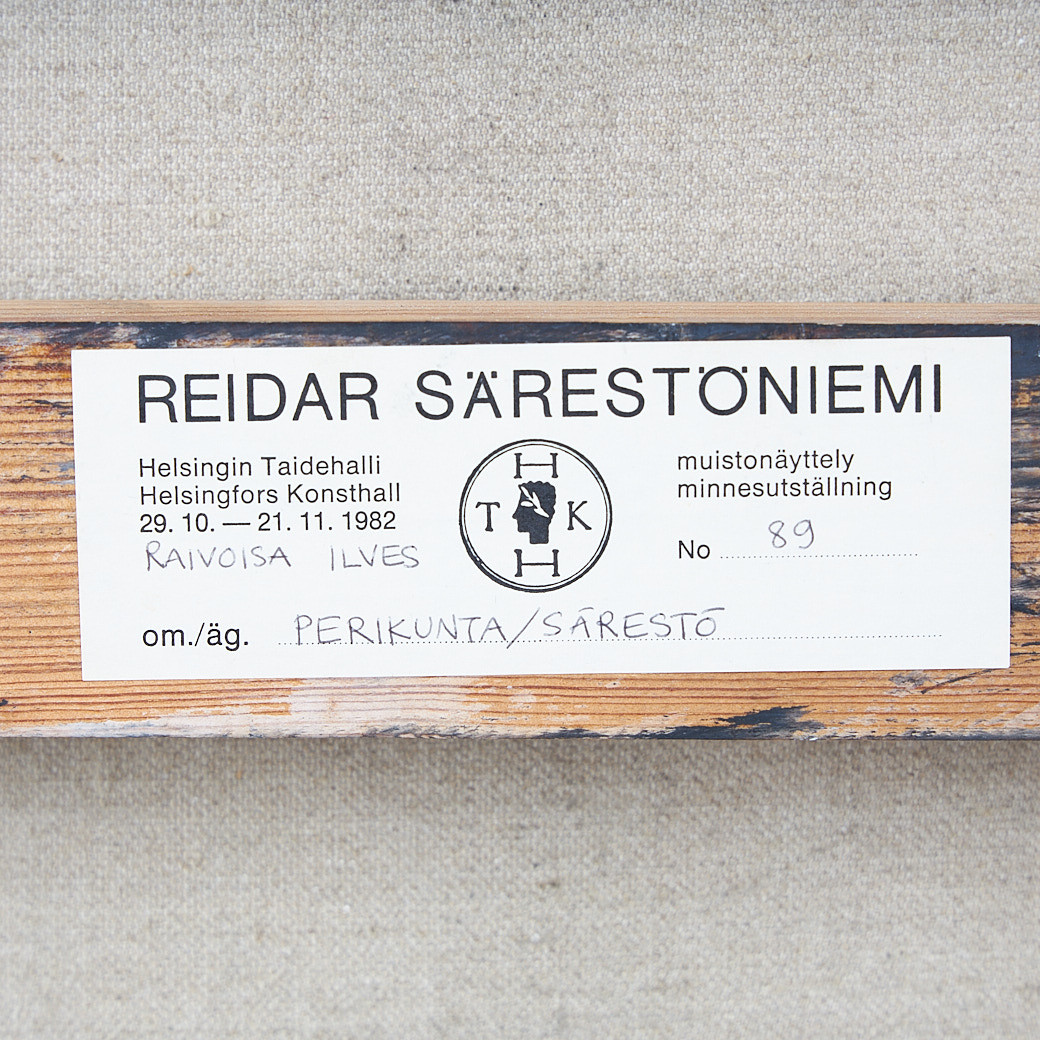 REIDAR SÄRESTÖNIEMI
Helsingin Taidehalli
Helsingfors Konsthall
29. 10. — 21. 11. 1982
RAIVOISA ILVES
H
T K
H
muistonäyttely
minnesutställning
No 89
om./äg. PERIKUNTA/SÄRESTÖ